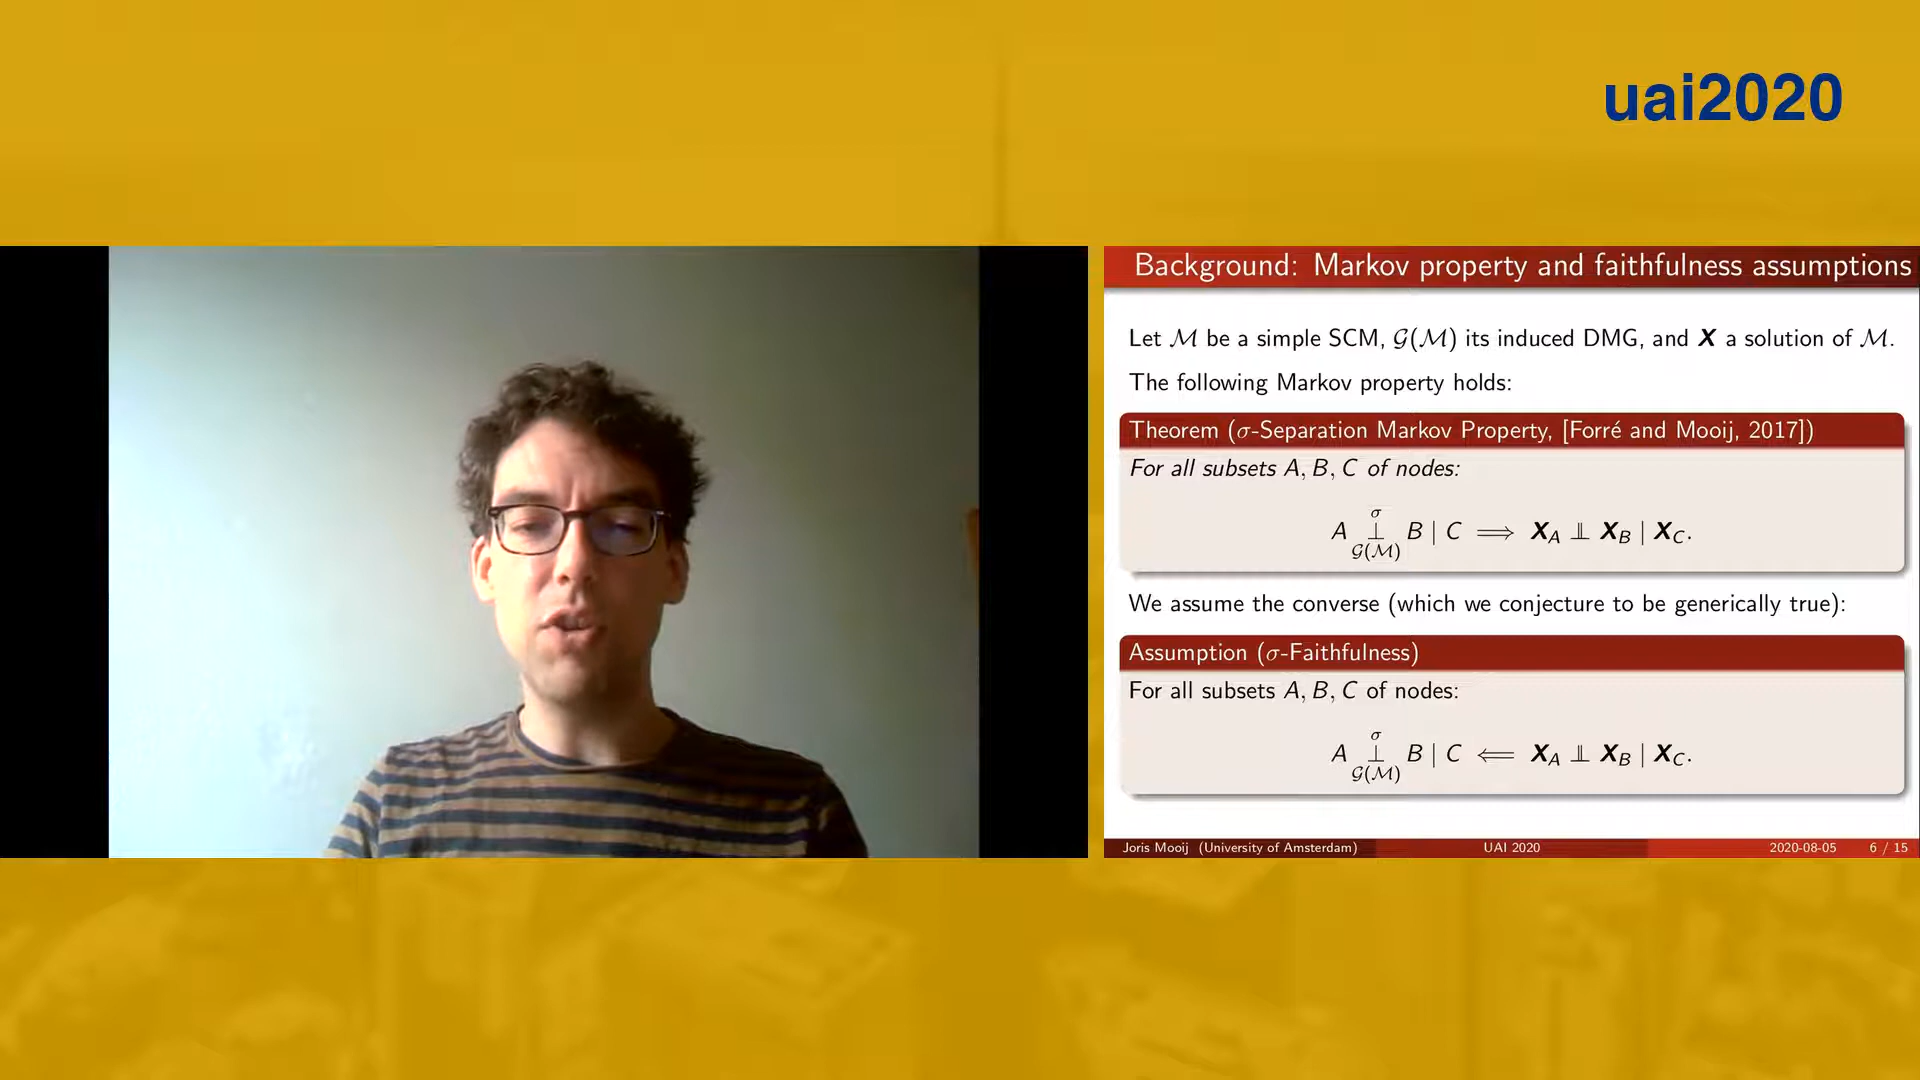 uai2020
Background: Markov property and faithfulness assumptions
Let ℳ be a simple SCM, 𝒢(ℳ) its induced DMG, and X a solution of ℳ.
The following Markov property holds:
Theorem (σ-Separation Markov Property, [Forré and Mooij, 2017])
For all subsets A, B, C of nodes:
A ⊥^σ_𝒢(ℳ) B | C ⟹ X_A ⫫ X_B | X_C.
We assume the converse (which we conjecture to be generically true):
Assumption (σ-Faithfulness)
For all subsets A, B, C of nodes:
A ⊥^σ_𝒢(ℳ) B | C ⟸ X_A ⫫ X_B | X_C.
Joris Mooij (University of Amsterdam) UAI 2020 2020-08-05 6 / 15